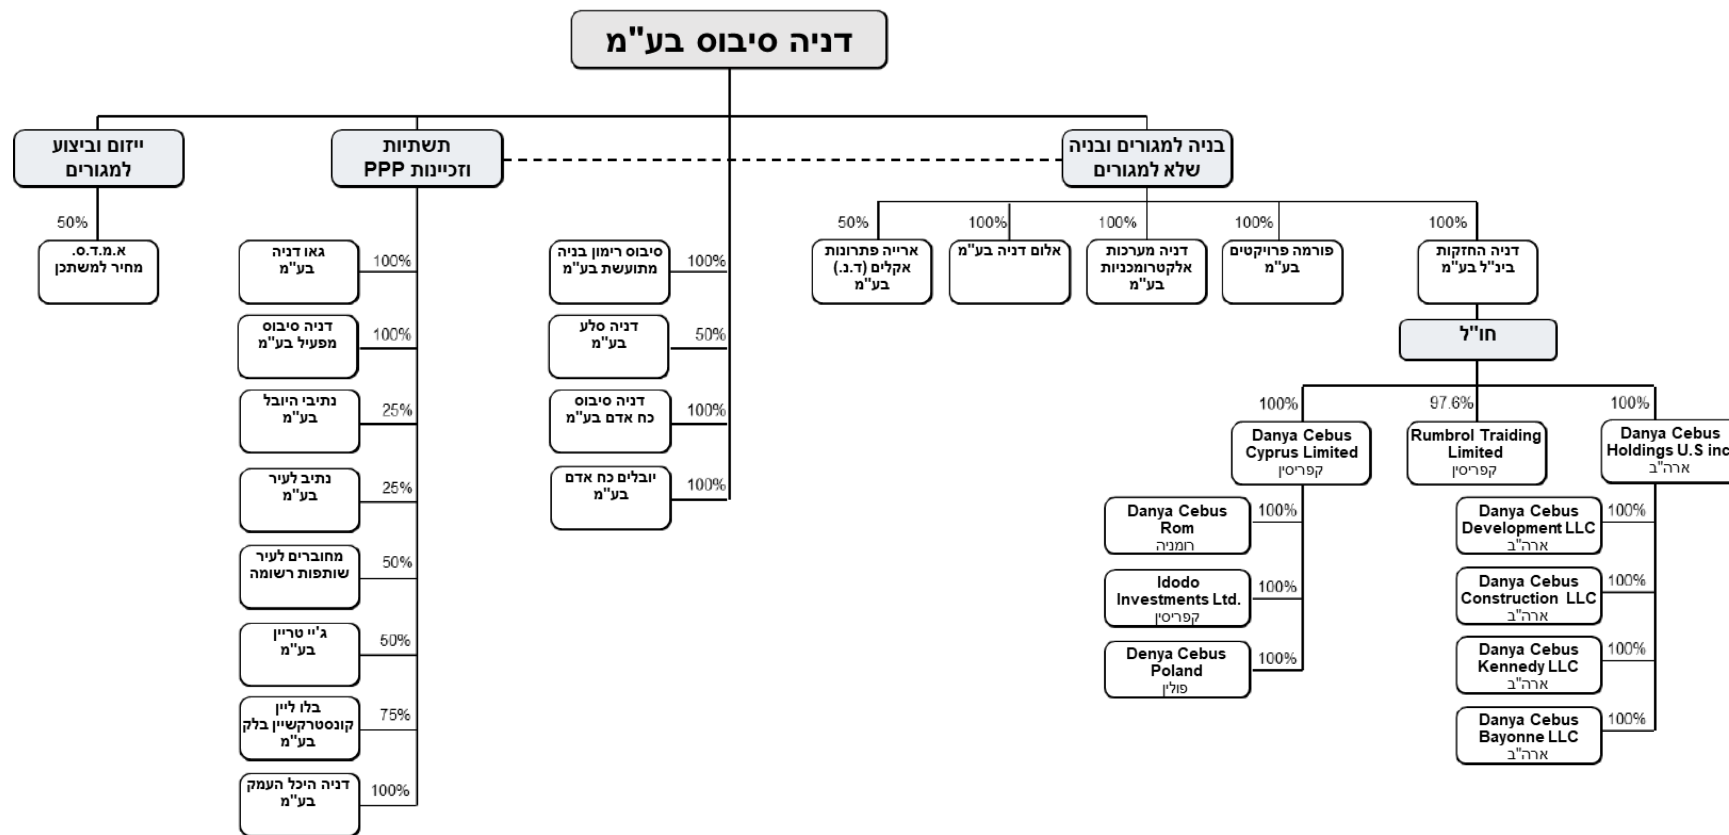 דניה סיבוס בע"מ
בניה למגורים ובניה
שלא למגורים
תשתיות
וזכיינות PPP
ייזום וביצוע
למגורים
100%
דניה החזקות
בינ"ל בע"מ
100%
פורמה פרויקטים
בע"מ
100%
דניה מערכות
אלקטרומכניות
בע"מ
100%
אלום דניה בע"מ
50%
ארייה פתרונות
אקלים (ד.נ.)
בע"מ
חו"ל
100%
Danya Cebus
Holdings U.S inc
ארה"ב
97.6%
Rumbrol Traiding
Limited
קפריסין
100%
Danya Cebus
Cyprus Limited
קפריסין
100%
Danya Cebus
Development LLC
ארה"ב
100%
Danya Cebus
Construction LLC
ארה"ב
100%
Danya Cebus
Kennedy LLC
ארה"ב
100%
Danya Cebus
Bayonne LLC
ארה"ב
100%
Danya Cebus
Rom
רומניה
100%
Idodo
Investments Ltd.
קפריסין
100%
Denya Cebus
Poland
פולין
100%
סיבוס רימון בניה
מתועשת בע"מ
50%
דניה סלע
בע"מ
100%
דניה סיבוס
כח אדם בע"מ
100%
יובלים כח אדם
בע"מ
100%
גאו דניה
בע"מ
100%
דניה סיבוס
מפעיל בע"מ
25%
נתיבי היובל
בע"מ
25%
נתיב לעיר
בע"מ
50%
מחוברים לעיר
שותפות רשומה
50%
ג'יי טריין
בע"מ
75%
בלו ליין
קונסטרקשיין בלק
בע"מ
100%
דניה היכל העמק
בע"מ
50%
א.מ.ד.ס.
מחיר למשתכן